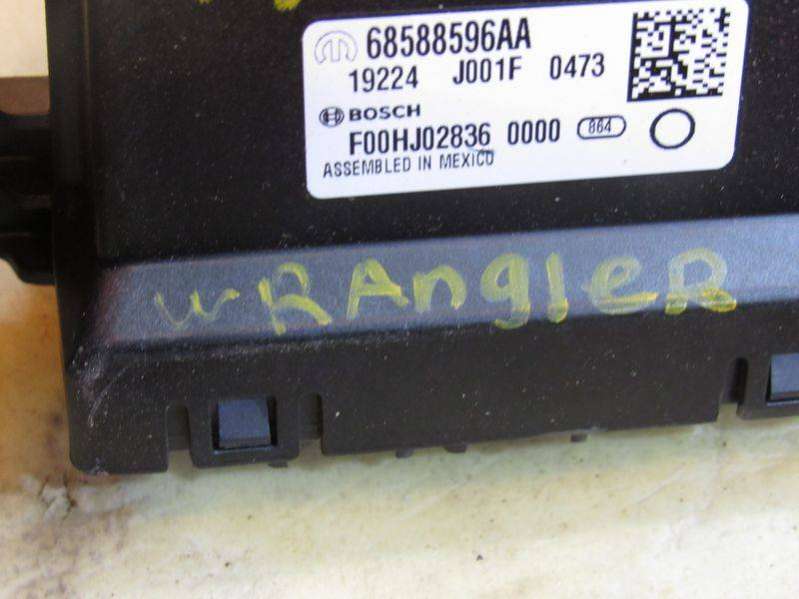 68588596AA
19224 J001F 0473
BOSCH
F00HJ02836 0000 864
ASSEMBLED IN MEXICO
wRAngleR